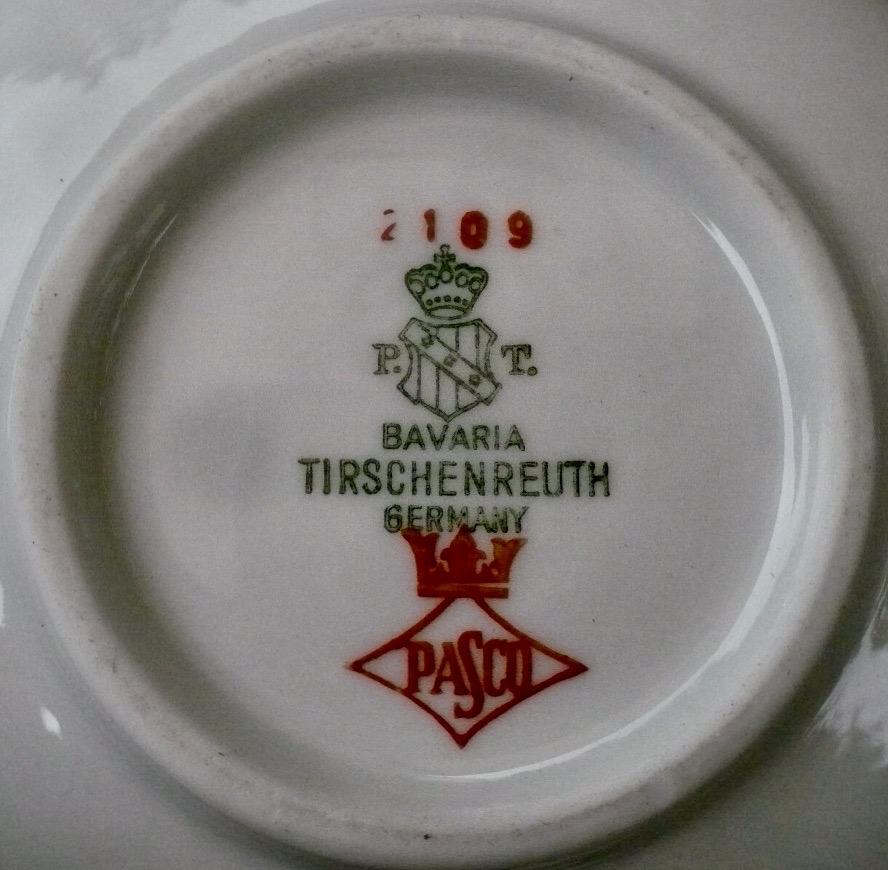 2109
P. T.
BAVARIA
TIRSCHENREUTH
GERMANY
PASCO